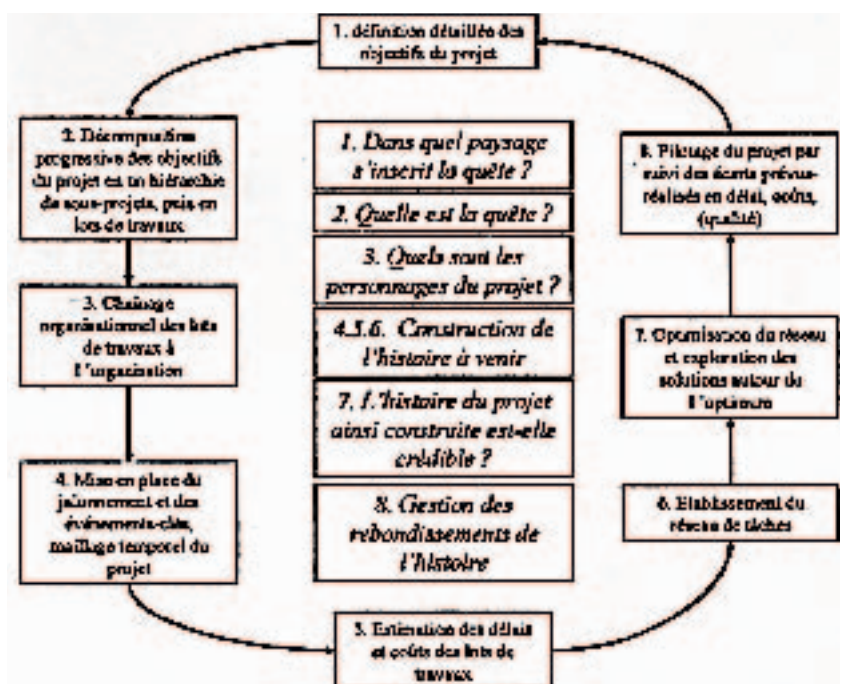 1. définition détaillée des
objectifs du projet
2. Décomposition
progressive des objectifs
du projet en un hiérarchie
de sous-projets, puis en
lots de travaux
3. Chaînage
organisationnel des lots
de travaux à
l'organisation
4. Mise en place du
jalonnement et des
événements-clés,
maillage temporel du
projet
5. Estimation des délais
et coûts des lots de
travaux
6. Etablissement du
réseau de tâches
7. Optimisation du réseau
et exploration des
solutions autour de
l'optimum
8. Pilotage du projet par
suivi des écarts prévus-
réalisés en délai, coûts,
(qualité)
1. Dans quel paysage
s'inscrit la quête ?
2. Quelle est la quête ?
3. Quels sont les
personnages du projet ?
4.5.6. Construction de
l'histoire à venir
7. L'histoire du projet
ainsi construite est-elle
crédible ?
8. Gestion des
rebondissements de
l'histoire